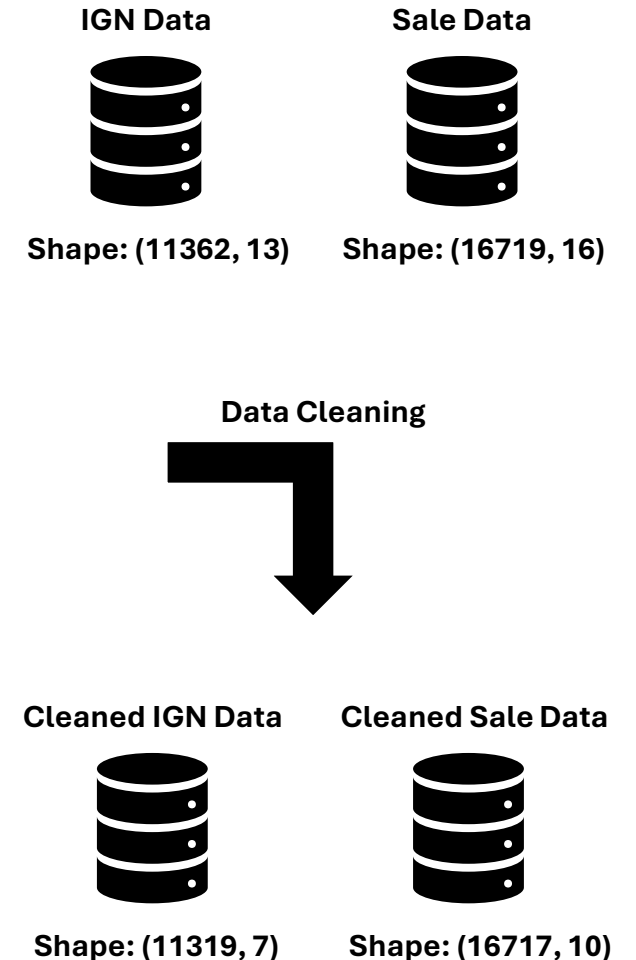 IGN Data
Sale Data
Shape: (11362, 13)
Shape: (16719, 16)
Data Cleaning
Cleaned IGN Data
Cleaned Sale Data
Shape: (11319, 7)
Shape: (16717, 10)